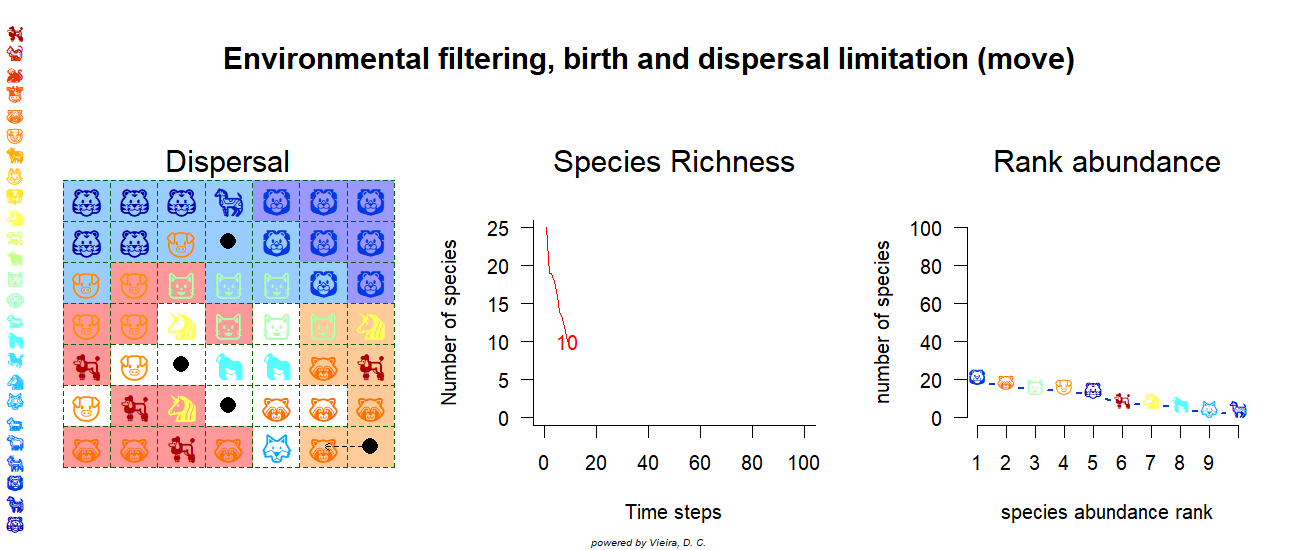 Environmental filtering, birth and dispersal limitation (move)
Dispersal
Species Richness
Number of species
25
20
15
10
5
0
10
0 20 40 60 80 100
Time steps
Rank abundance
number of species
100
80
60
40
20
0
1 2 3 4 5 6 7 8 9
species abundance rank
powered by Vieira, D. C.